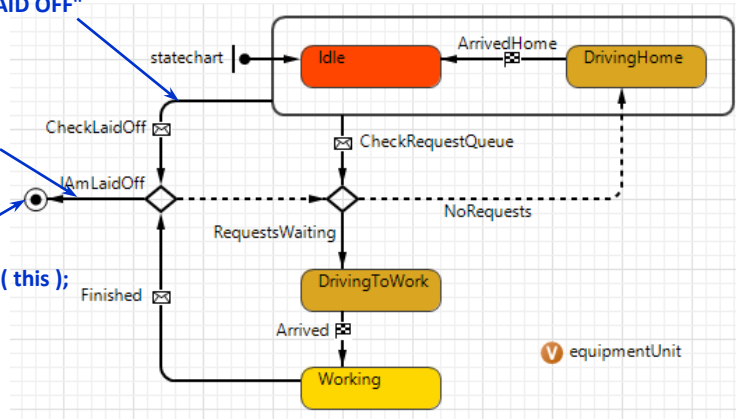 AID OFF"
statechart
Idle
ArrivedHome
DrivingHome
CheckLaidOff
CheckRequestQueue
IAmLaidOff
NoRequests
RequestsWaiting
( this );
DrivingToWork
Finished
Arrived
V equipmentUnit
Working